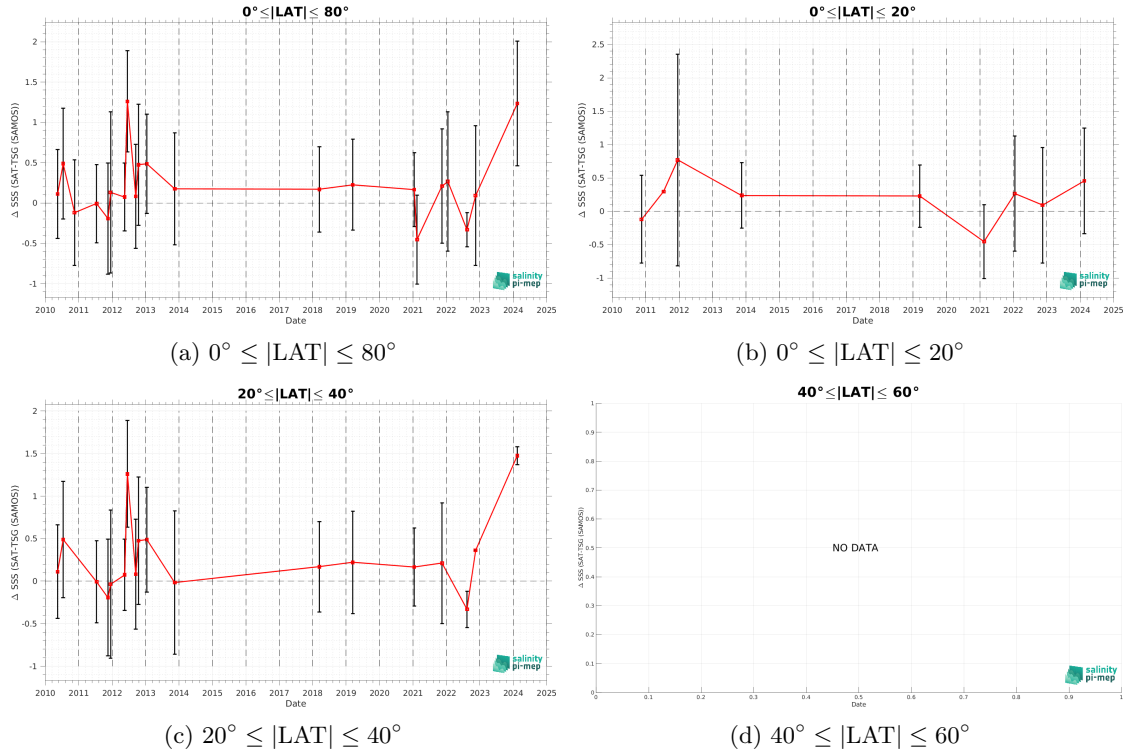 0°≤|LAT|≤ 80°
Δ SSS (SAT-TSG (SAMOS))
2
1.5
1
0.5
0
-0.5
-1
2010 2011 2012 2013 2014 2015 2016 2017 2018 2019 2020 2021 2022 2023 2024 2025
Date
salinity
pi-mep
(a) 0° ≤ |LAT| ≤ 80°
0°≤|LAT|≤ 20°
Δ SSS (SAT-TSG (SAMOS))
2.5
2
1.5
1
0.5
0
-0.5
-1
2010 2011 2012 2013 2014 2015 2016 2017 2018 2019 2020 2021 2022 2023 2024 2025
Date
salinity
pi-mep
(b) 0° ≤ |LAT| ≤ 20°
20°≤|LAT|≤ 40°
Δ SSS (SAT-TSG (SAMOS))
2
1.5
1
0.5
0
-0.5
-1
2010 2011 2012 2013 2014 2015 2016 2017 2018 2019 2020 2021 2022 2023 2024 2025
Date
salinity
pi-mep
(c) 20° ≤ |LAT| ≤ 40°
40°≤|LAT|≤ 60°
Δ SSS (SAT-TSG (SAMOS))
1
0.9
0.8
0.7
0.6
0.5
0.4
0.3
0.2
0.1
0
NO DATA
0 0.1 0.2 0.3 0.4 0.5 0.6 0.7 0.8 0.9 1
Date
salinity
pi-mep
(d) 40° ≤ |LAT| ≤ 60°